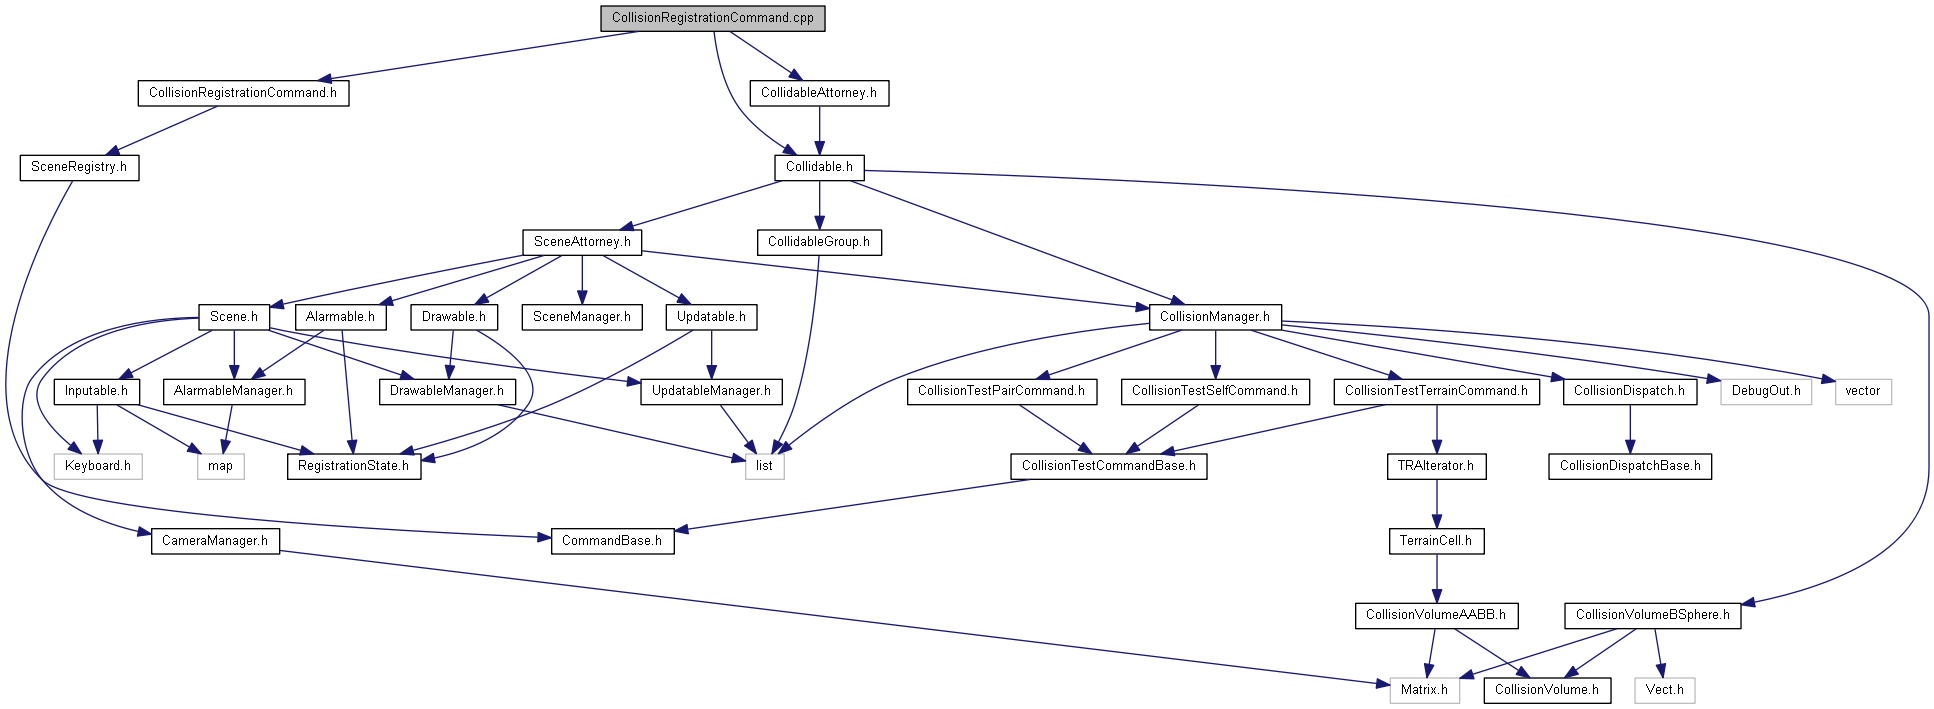 CollisionRegistrationCommand.cpp
CollisionRegistrationCommand.h
CollidableAttorney.h
SceneRegistry.h
Collidable.h
SceneAttorney.h
CollidableGroup.h
Scene.h
Alarmable.h
Drawable.h
SceneManager.h
Updatable.h
CollisionManager.h
Inputable.h
AlarmableManager.h
DrawableManager.h
UpdatableManager.h
CollisionTestPairCommand.h
CollisionTestSelfCommand.h
CollisionTestTerrainCommand.h
CollisionDispatch.h
DebugOut.h
vector
Keyboard.h
map
RegistrationState.h
list
CollisionTestCommandBase.h
TRAIterator.h
CollisionDispatchBase.h
CameraManager.h
CommandBase.h
TerrainCell.h
CollisionVolumeAABB.h
CollisionVolumeBSphere.h
Matrix.h
CollisionVolume.h
Vect.h